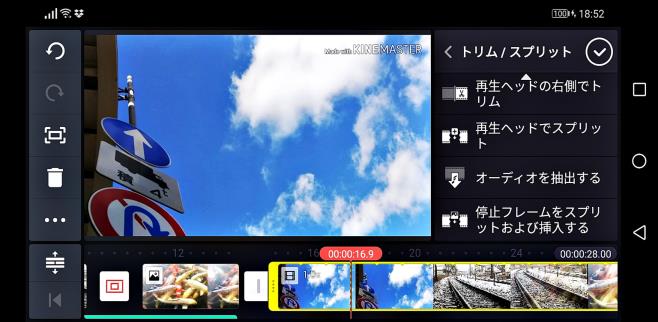 100
18:52
Made with KINEMASTER
トリム / スプリット
再生ヘッドの右側でト
リム
再生ヘッドでスプリッ
ト
オーディオを抽出する
停止フレームをスプリ
ットおよび挿入する
積 4t
12
16
00:00:16.9
20
24
00:00:28.00